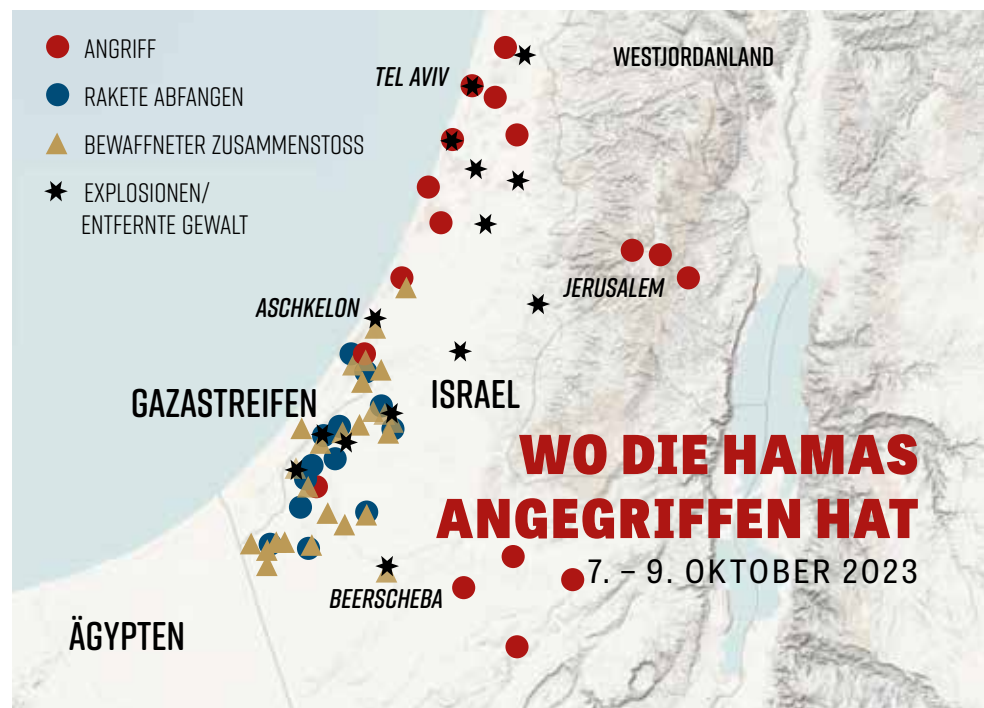 ANGRIFF
RAKETE ABFANGEN
BEWAFFNETER ZUSAMMENSTOSS
EXPLOSIONEN/
ENTFERNTE GEWALT
TEL AVIV
WESTJORDANLAND
JERUSALEM
ASCHKELON
GAZASTREIFEN
ISRAEL
WO DIE HAMAS
ANGEGRIFFEN HAT
7. – 9. OKTOBER 2023
BEERSCHEBA
ÄGYPTEN